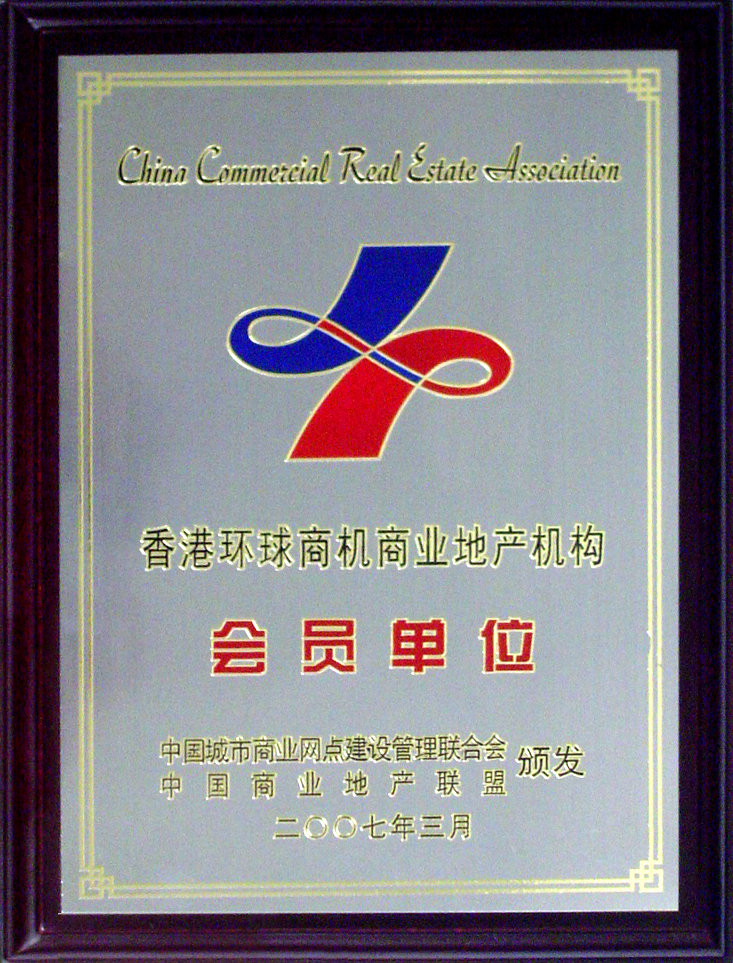 China Commercial Real Estate Association
香港环球商机商业地产机构
会员单位
中国城市商业网点建设管理联合会
中国商业地产联盟
颁发
二〇〇七年三月